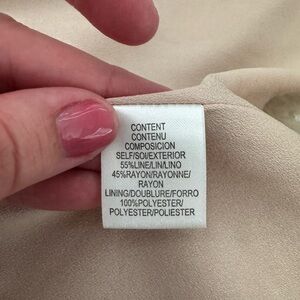 CONTENT
CONTENU
COMPOSICION
SELF/SOI/EXTERIOR
55%LINE/LIN/LINO
45%RAYON/RAYONNE/
RAYON
LINING/DOUBLURE/FORRO
100%POLYESTER/
POLYESTER/POLIESTER